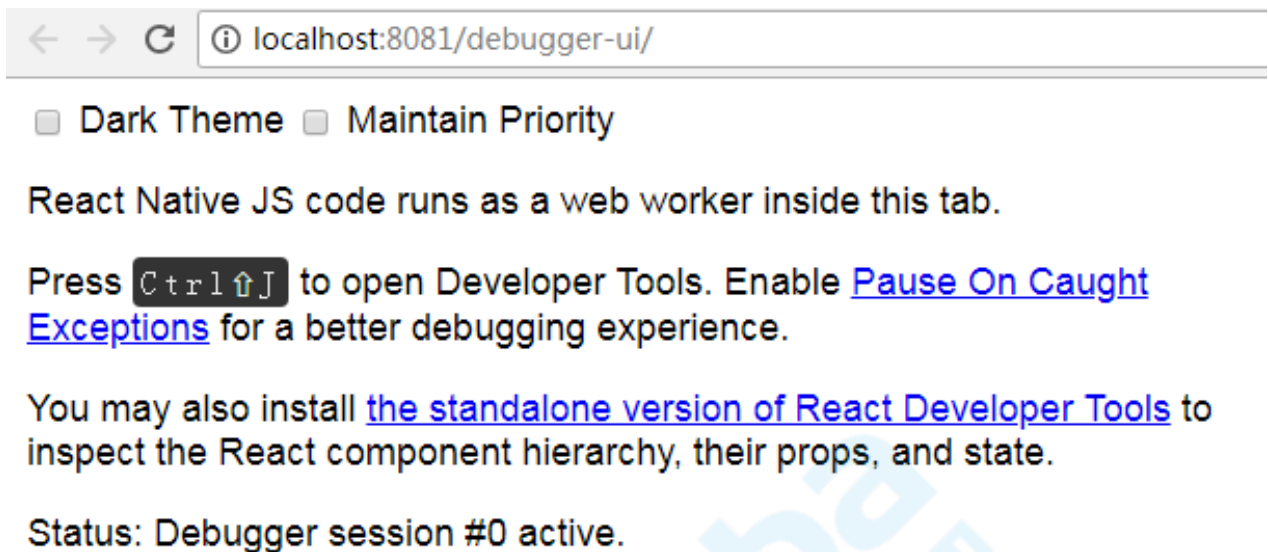 localhost:8081/debugger-ui/
Dark Theme Maintain Priority
React Native JS code runs as a web worker inside this tab.
Press Ctrl⇧J to open Developer Tools. Enable Pause On Caught
Exceptions for a better debugging experience.
You may also install the standalone version of React Developer Tools to
inspect the React component hierarchy, their props, and state.
Status: Debugger session #0 active.